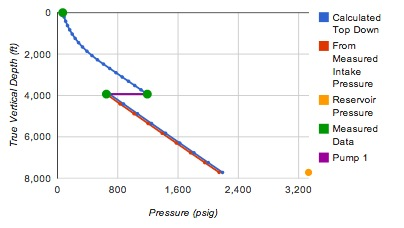 0
2,000
4,000
6,000
8,000
True Vertical Depth (ft)
0
800
1,600
2,400
3,200
Pressure (psig)
Calculated
Top Down
From
Measured
Intake
Pressure
Reservoir
Pressure
Measured
Data
Pump 1